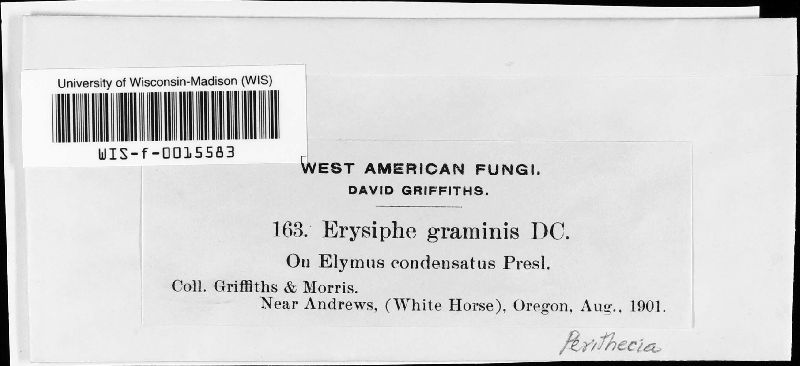 University of Wisconsin-Madison (WIS)
WIS-f-0015583
WEST AMERICAN FUNGI.
DAVID GRIFFITHS.
163. Erysiphe graminis DC.
On Elymus condensatus Presl.
Coll. Griffiths & Morris.
Near Andrews, (White Horse), Oregon, Aug., 1901.
Perithecia